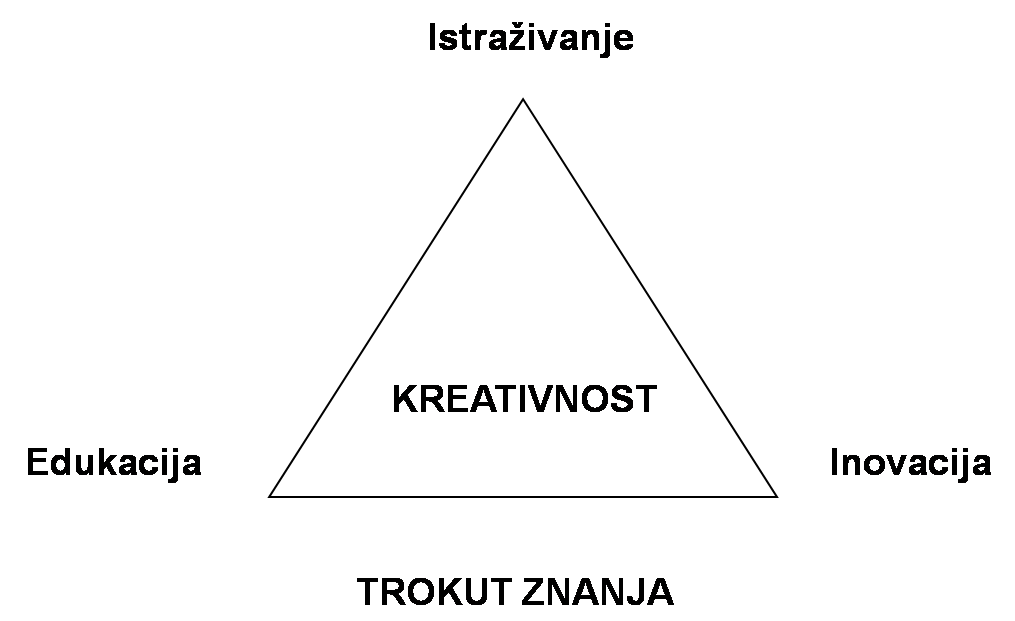 Istraživanje
KREATIVNOST
Edukacija
Inovacija
TROKUT ZNANJA